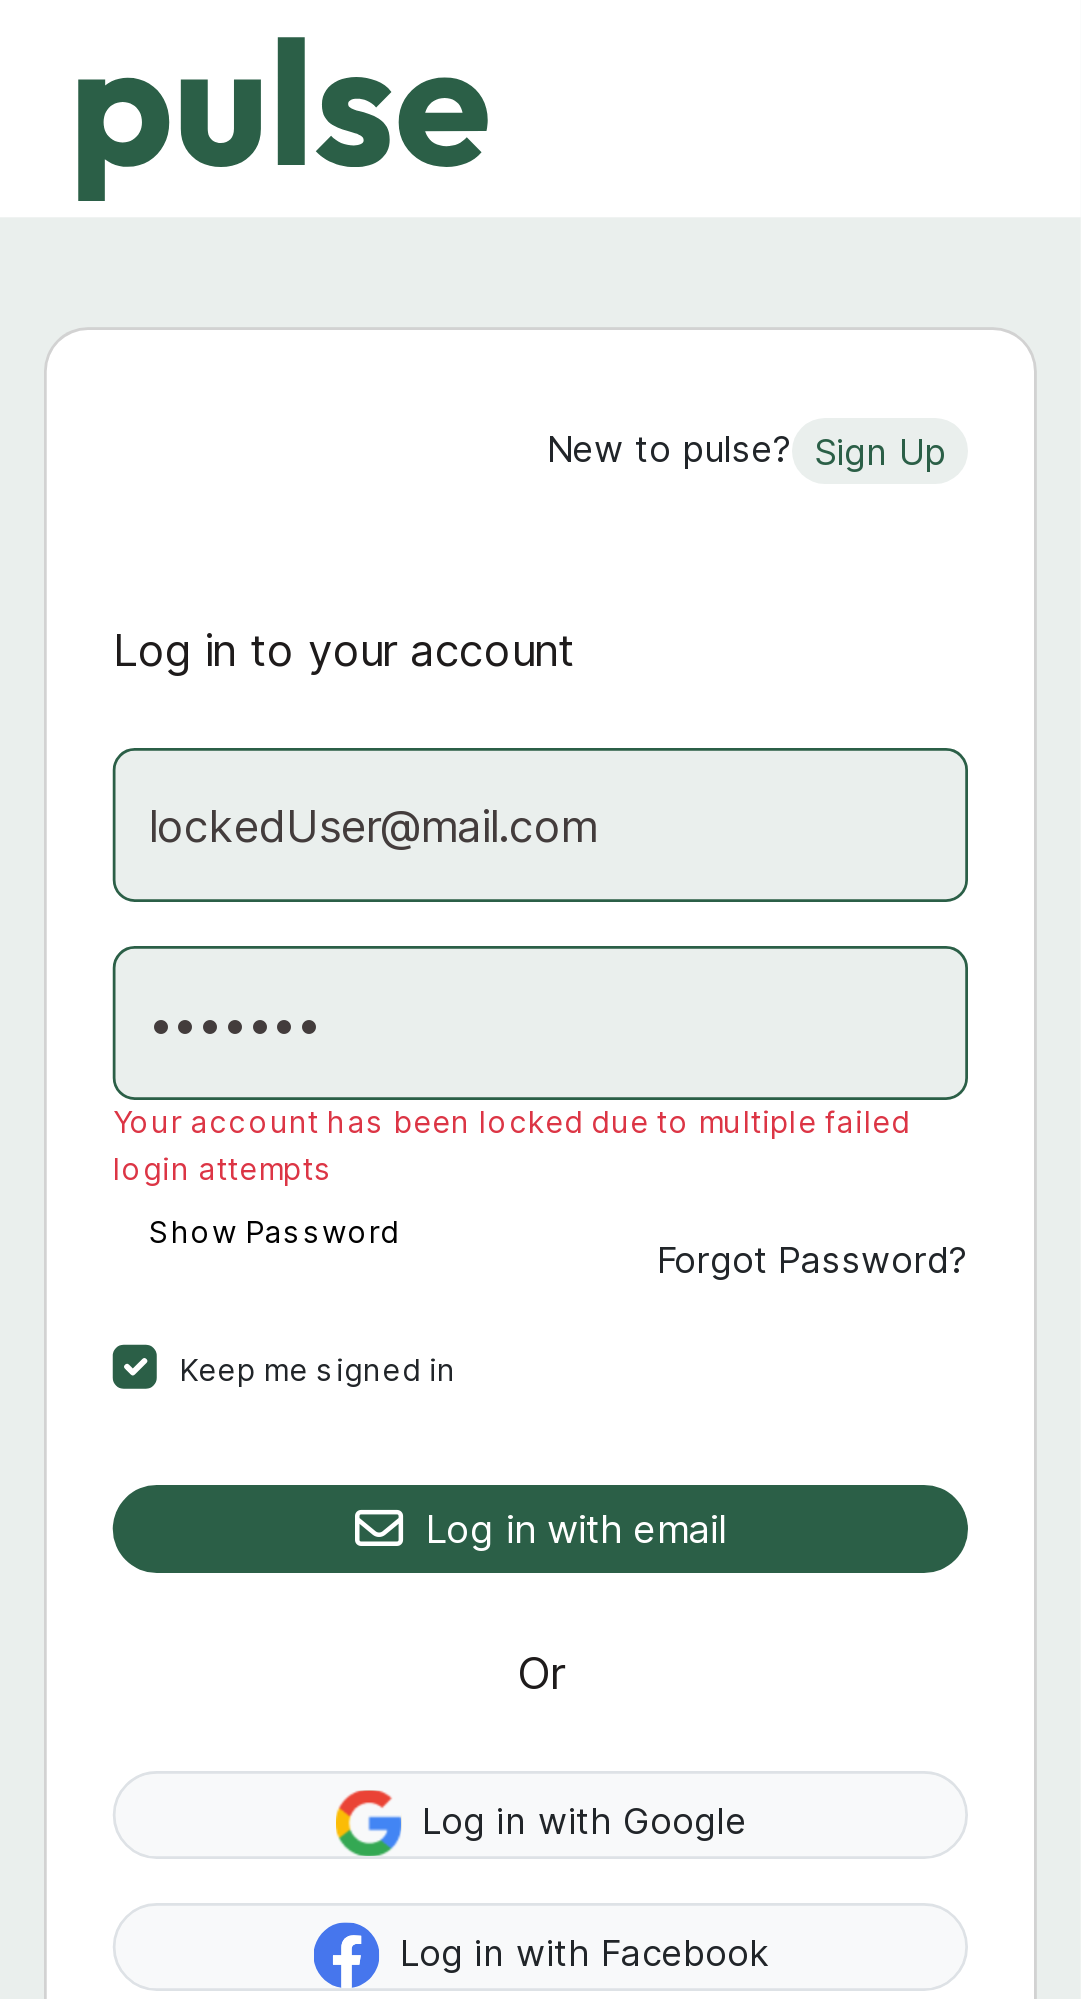 pulse
New to pulse? Sign Up
Log in to your account
lockedUser@mail.com
•••••••
Your account has been locked due to multiple failed
login attempts
Show Password
Forgot Password?
Keep me signed in
Log in with email
Or
Log in with Google
Log in with Facebook